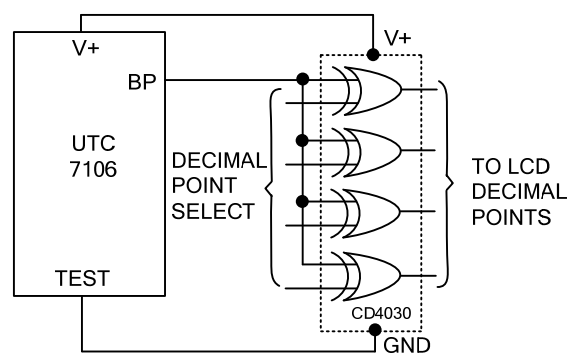 V+
V+
BP
UTC
7106
DECIMAL
POINT
SELECT
TO LCD
DECIMAL
POINTS
TEST
CD4030
GND